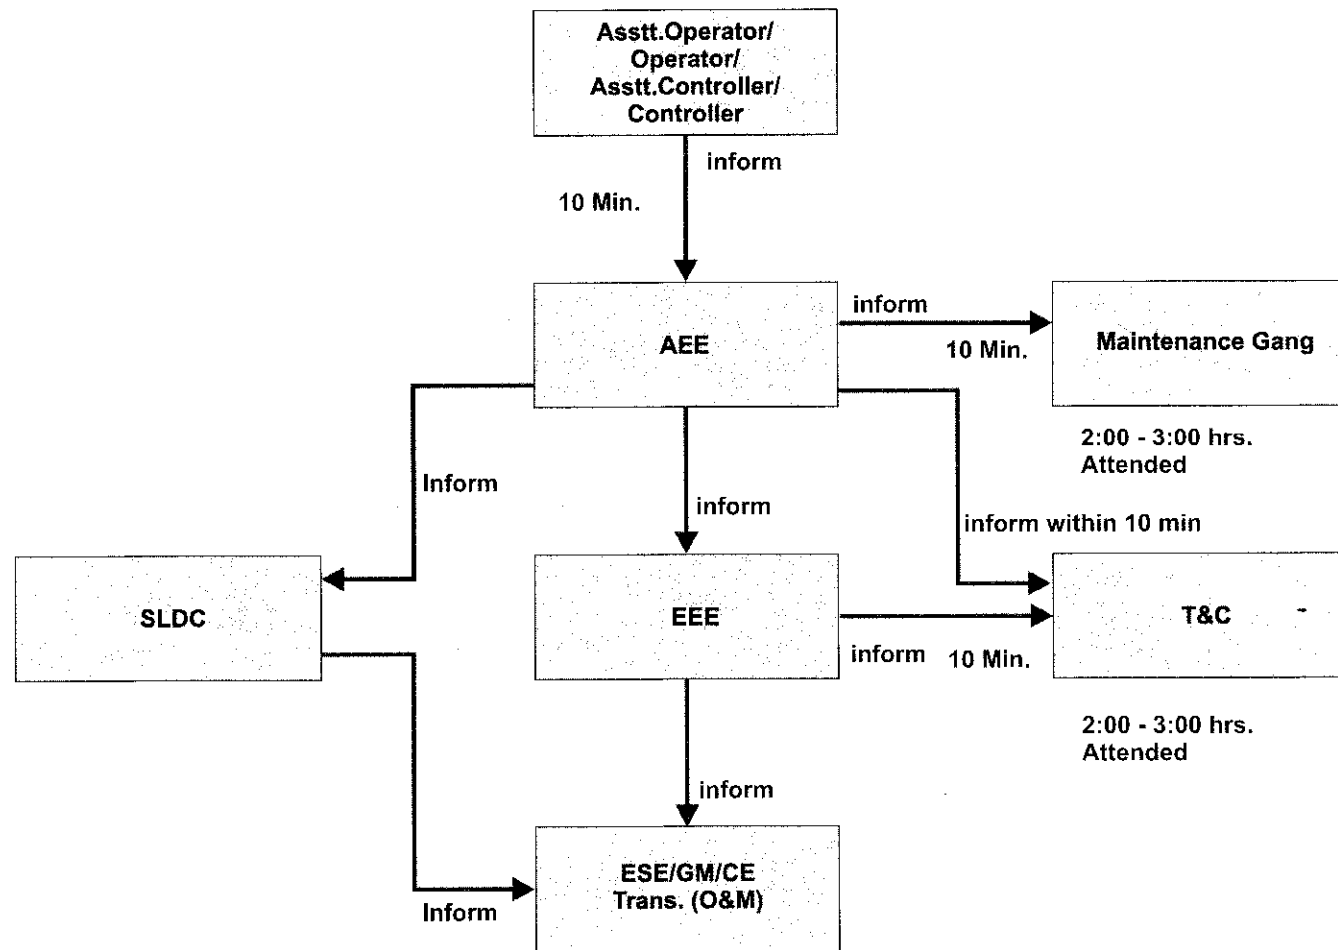 Asstt.Operator/
Operator/
Asstt.Controller/
Controller
inform
10 Min.
AEE
inform
10 Min.
Maintenance Gang
2:00 - 3:00 hrs.
Attended
Inform
inform
inform within 10 min
SLDC
EEE
inform
10 Min.
T&C
2:00 - 3:00 hrs.
Attended
inform
Inform
ESE/GM/CE
Trans. (O&M)